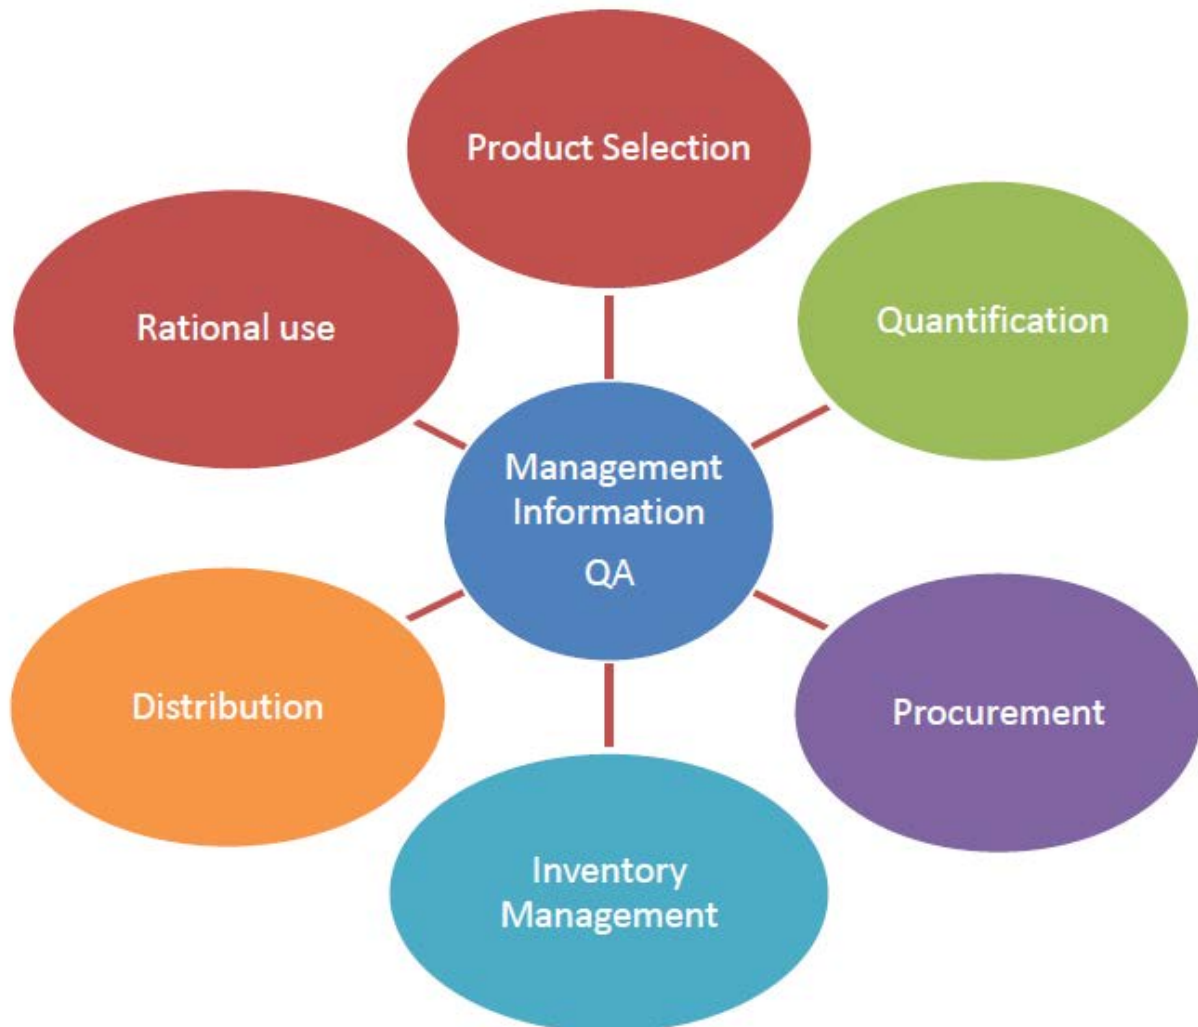 Product Selection
Rational use
Quantification
Management
Information
QA
Distribution
Procurement
Inventory
Management